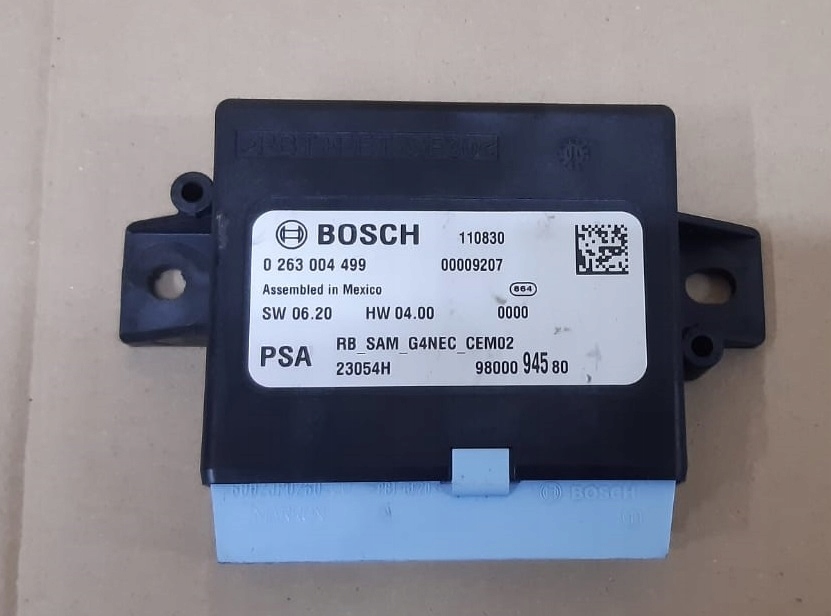 BOSCH 110830
0 263 004 499 00009207
Assembled in Mexico 864
SW 06.20 HW 04.00 0000
PSA RB_SAM_G4NEC_CEM02
23054H 98000 945 80
BOSCH